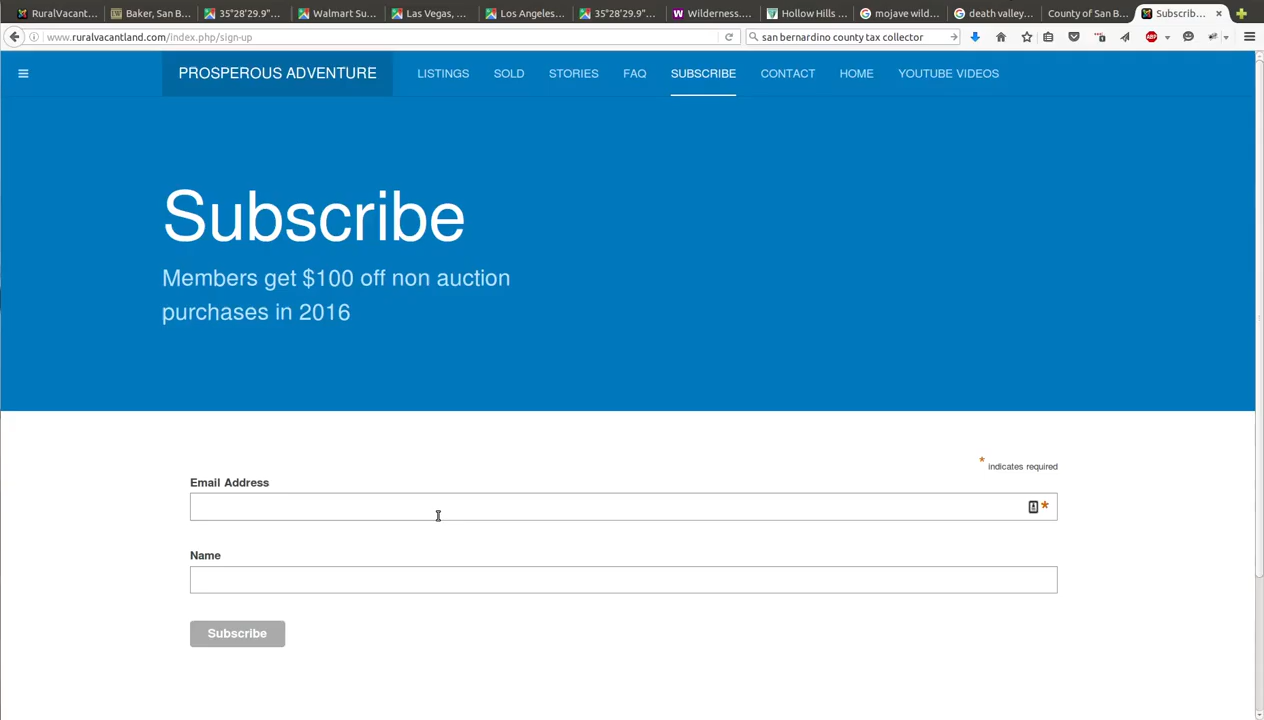 RuralVacant...
Baker, San B...
35°28'29.9"...
Walmart Su...
Las Vegas, ...
Los Angeles...
35°28'29.9"...
Wilderness....
Hollow Hills ...
mojave wild...
death valley...
County of San B...
Subscrib...
www.ruralvacantland.com/index.php/sign-up
san bernardino county tax collector
ABP
PROSPEROUS ADVENTURE
LISTINGS
SOLD
STORIES
FAQ
SUBSCRIBE
CONTACT
HOME
YOUTUBE VIDEOS
Subscribe
Members get $100 off non auction
purchases in 2016
* indicates required
Email Address
*
Name
Subscribe